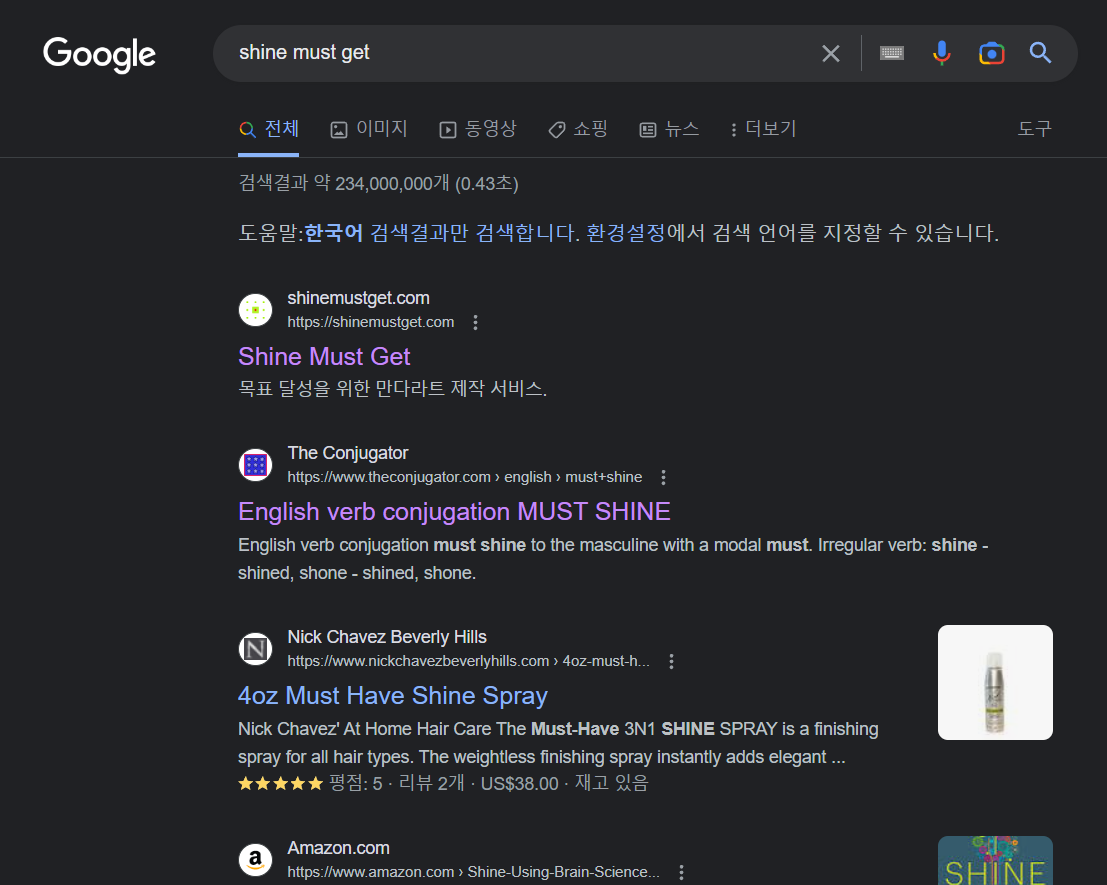 Google
shine must get
전체 이미지 동영상 쇼핑 뉴스 더보기 도구
검색결과 약 234,000,000개 (0.43초)
도움말:한국어 검색결과만 검색합니다. 환경설정에서 검색 언어를 지정할 수 있습니다.
shinemustget.com
https://shinemustget.com
Shine Must Get
목표 달성을 위한 만다라트 제작 서비스.
The Conjugator
https://www.theconjugator.com › english › must+shine
English verb conjugation MUST SHINE
English verb conjugation must shine to the masculine with a modal must. Irregular verb: shine -
shined, shone - shined, shone.
N
Nick Chavez Beverly Hills
https://www.nickchavezbeverlyhills.com › 4oz-must-h...
4oz Must Have Shine Spray
Nick Chavez' At Home Hair Care The Must-Have 3N1 SHINE SPRAY is a finishing
spray for all hair types. The weightless finishing spray instantly adds elegant ...
평점: 5 · 리뷰 2개 · US$38.00 · 재고 있음
a
Amazon.com
https://www.amazon.com › Shine-Using-Brain-Science...
SHINE